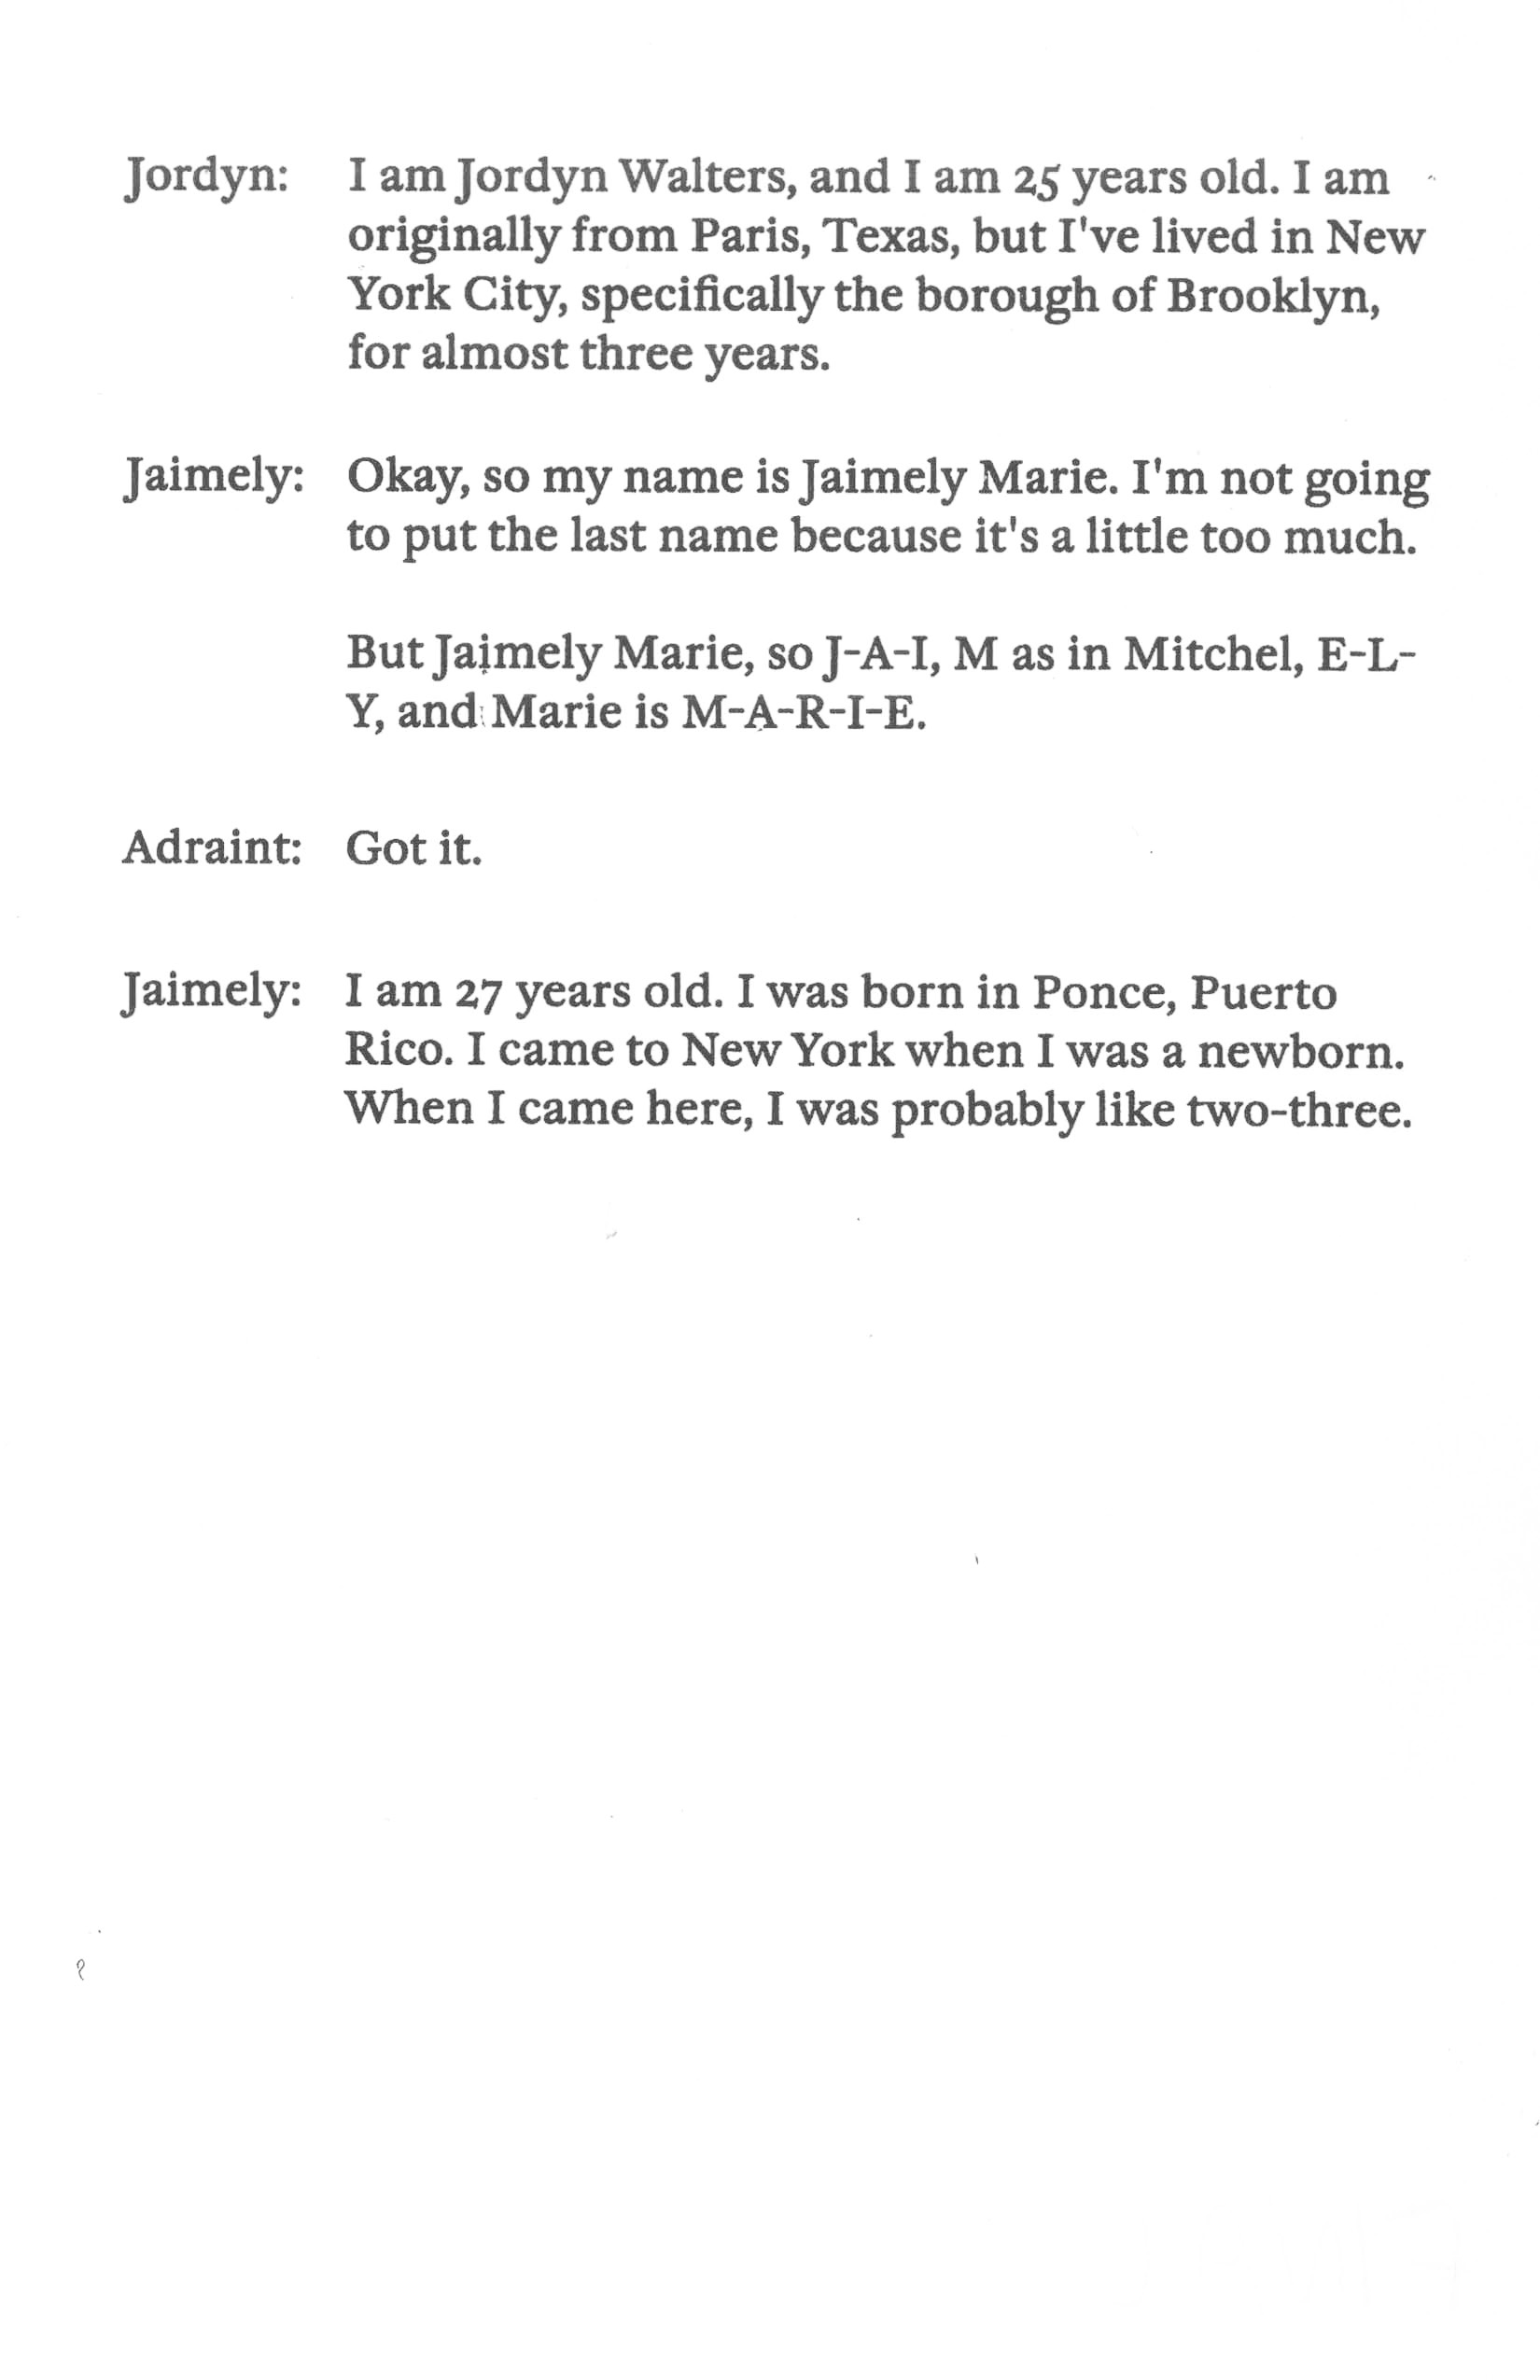 Jordyn: I am Jordyn Walters, and I am 25 years old. I am
originally from Paris, Texas, but I've lived in New
York City, specifically the borough of Brooklyn,
for almost three years.
Jaimely: Okay, so my name is Jaimely Marie. I'm not going
to put the last name because it's a little too much.
But Jaimely Marie, so J-A-I, M as in Mitchel, E-L-
Y, and Marie is M-A-R-I-E.
Adraint: Got it.
Jaimely: I am 27 years old. I was born in Ponce, Puerto
Rico. I came to New York when I was a newborn.
When I came here, I was probably like two-three.